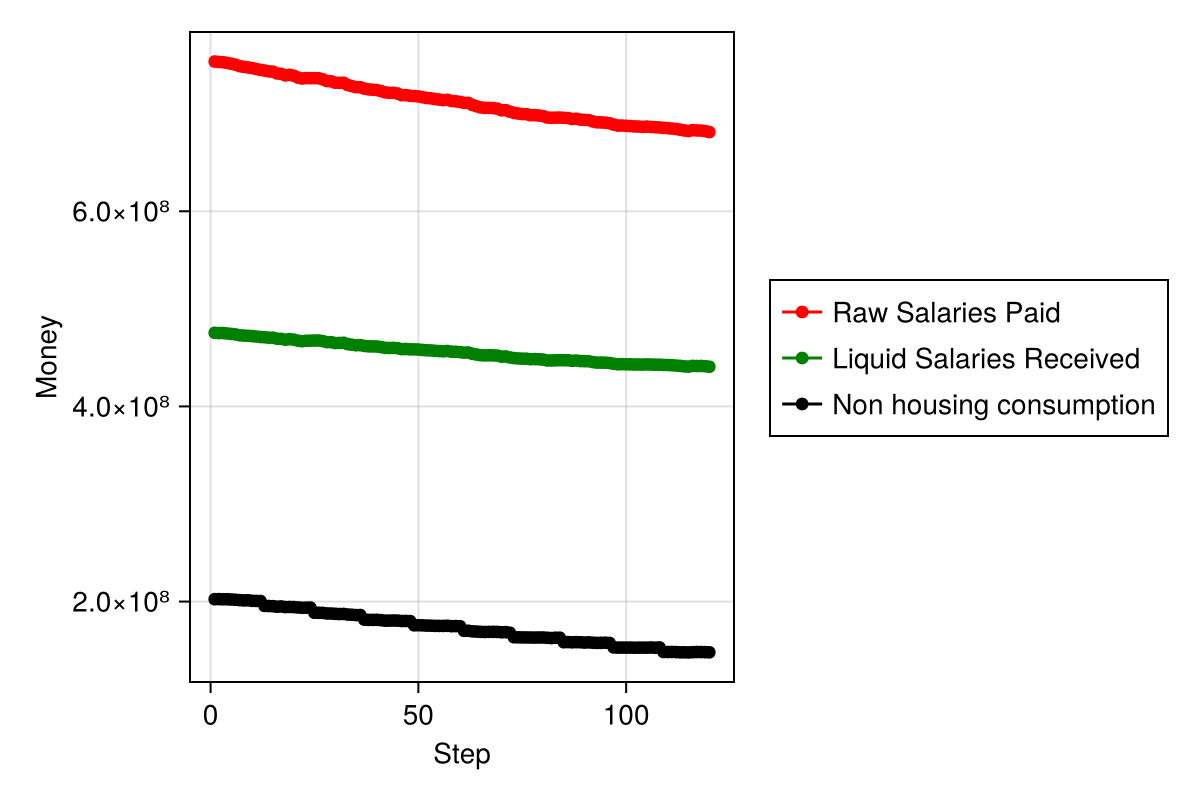 Money
6.0×10⁸
4.0×10⁸
2.0×10⁸
0
50
100
Step
Raw Salaries Paid
Liquid Salaries Received
Non housing consumption